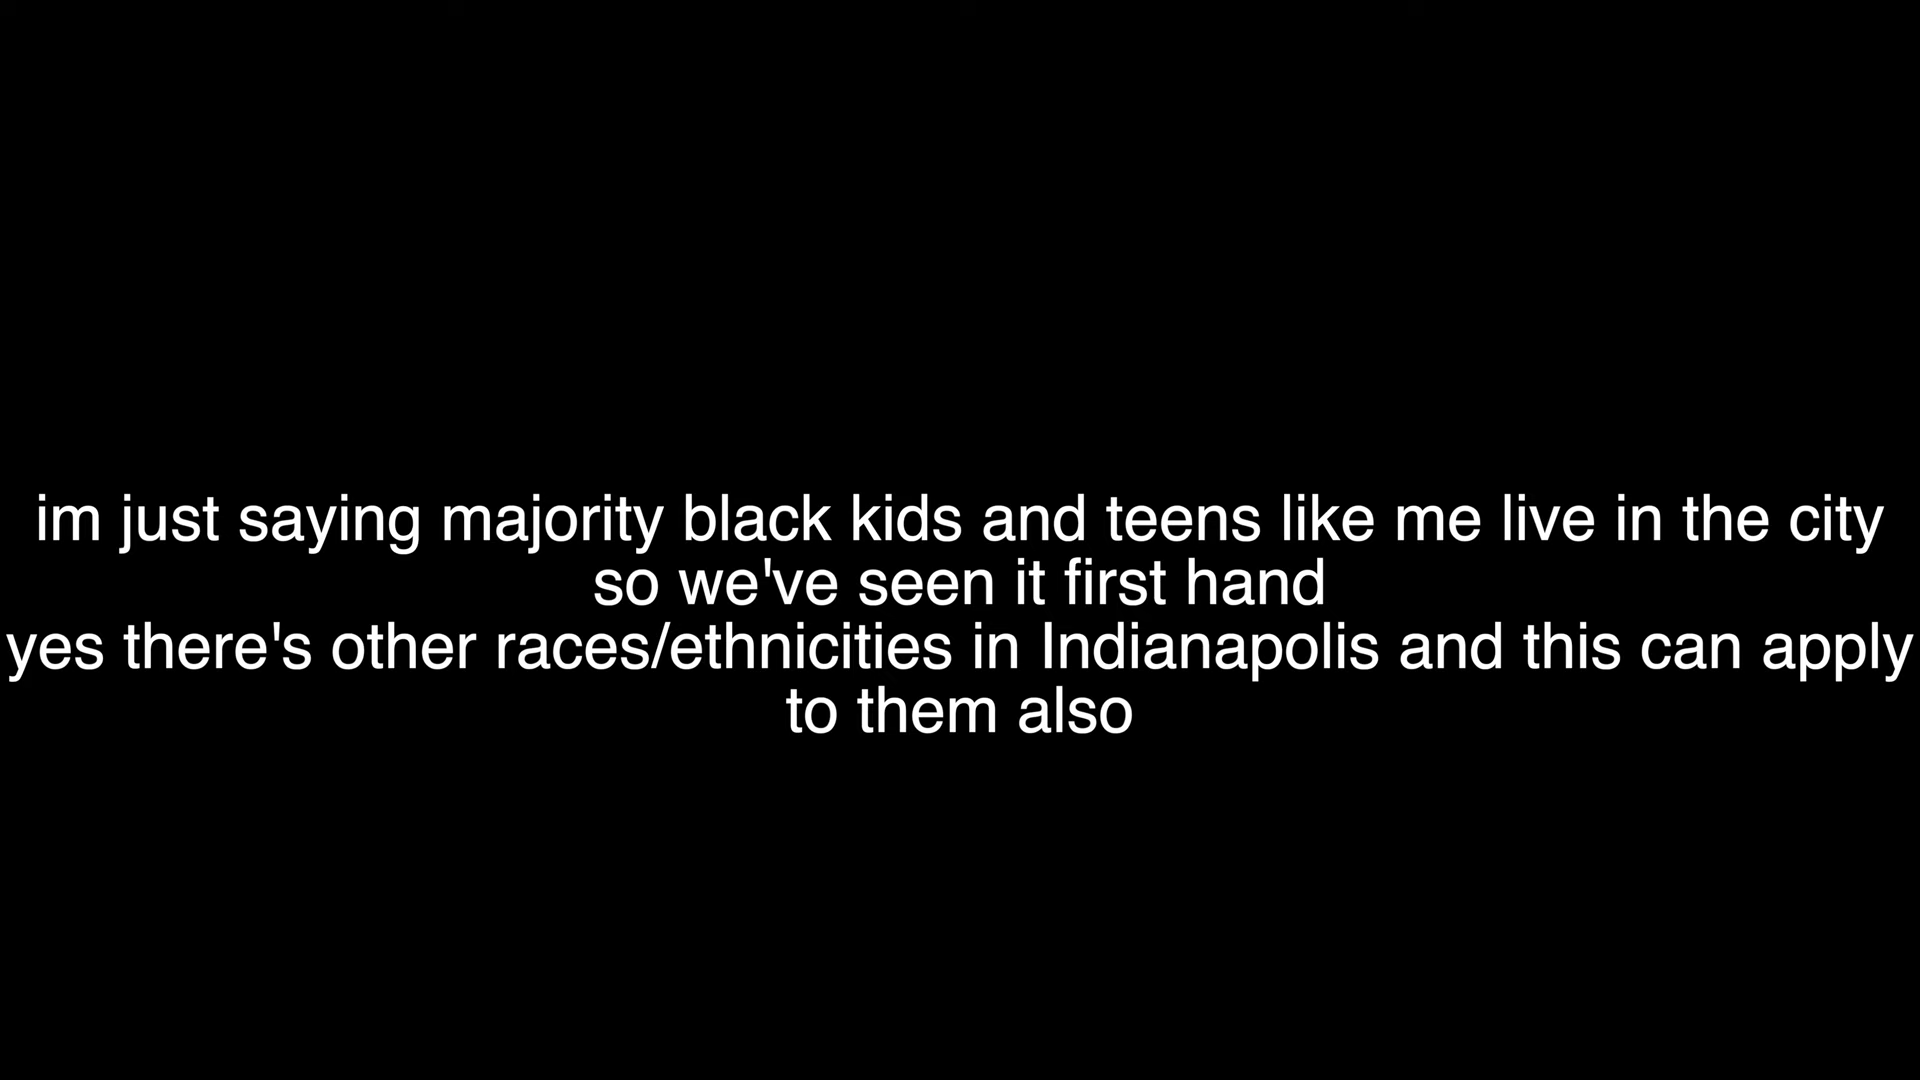 im just saying majority black kids and teens like me live in the city
so we've seen it first hand
yes there's other races/ethnicities in Indianapolis and this can apply
to them also